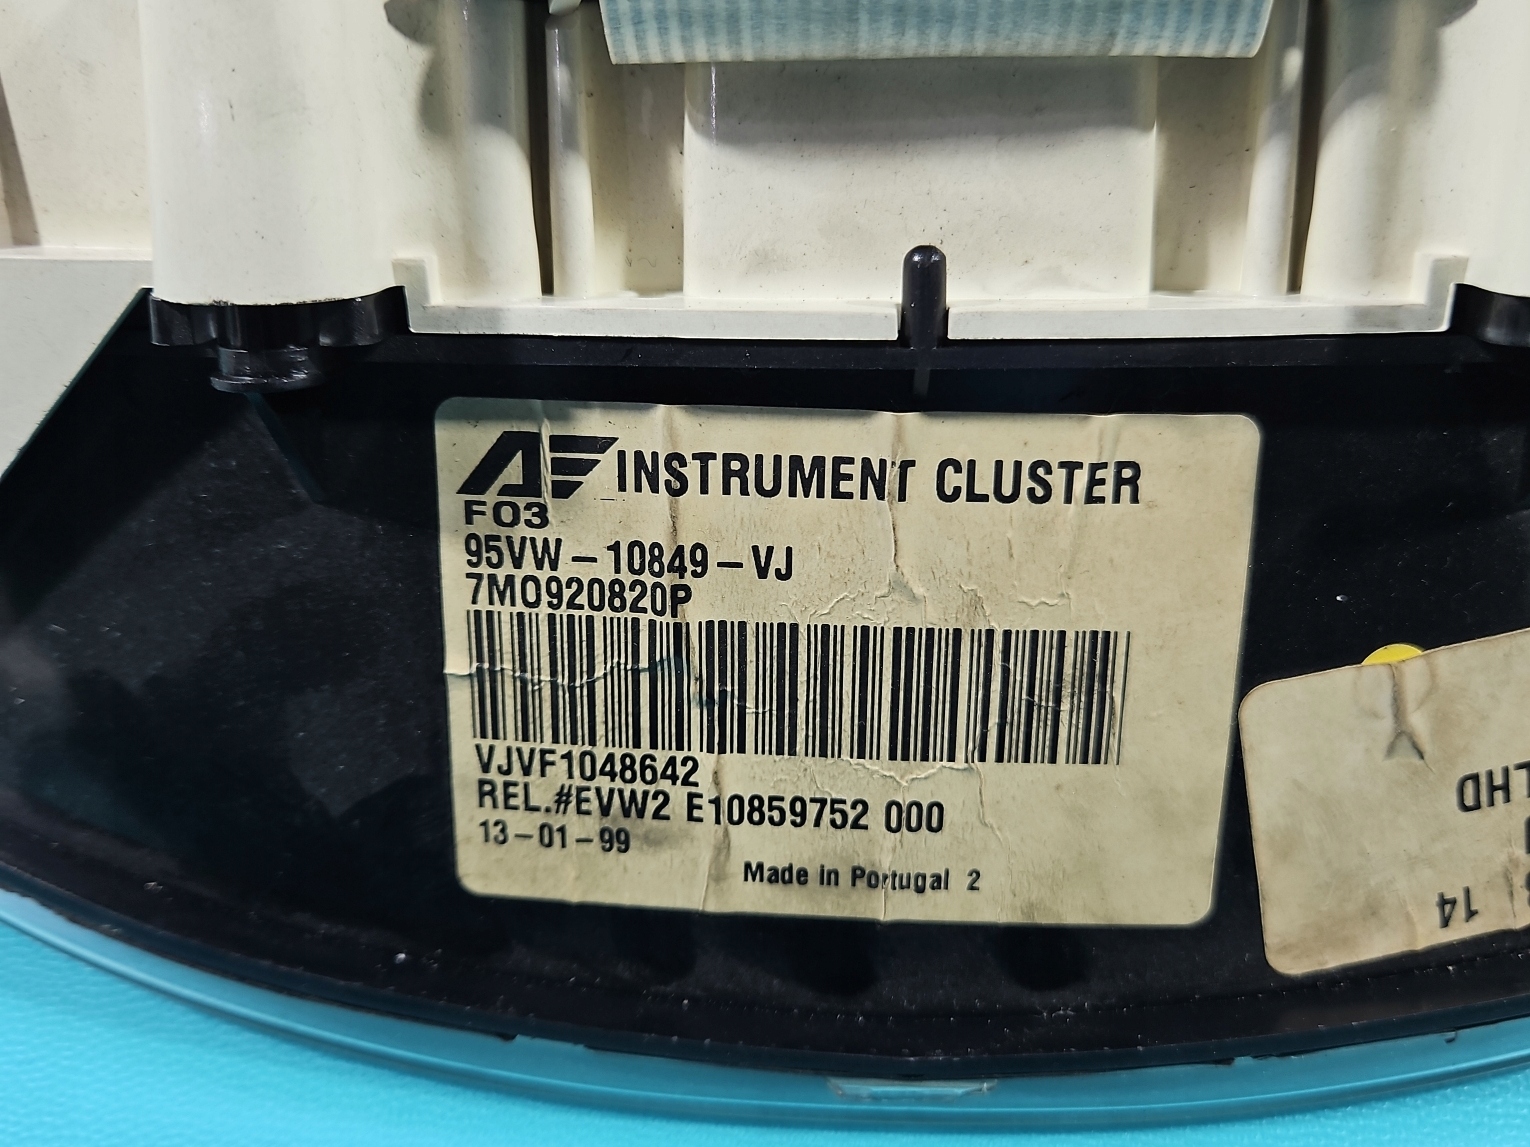 AE INSTRUMENT CLUSTER
F03
95VW-10849-VJ
7M0920820P
VJVF1048642
REL.#EVW2 E10859752 000
13-01-99
Made in Portugal 2
LHD
14